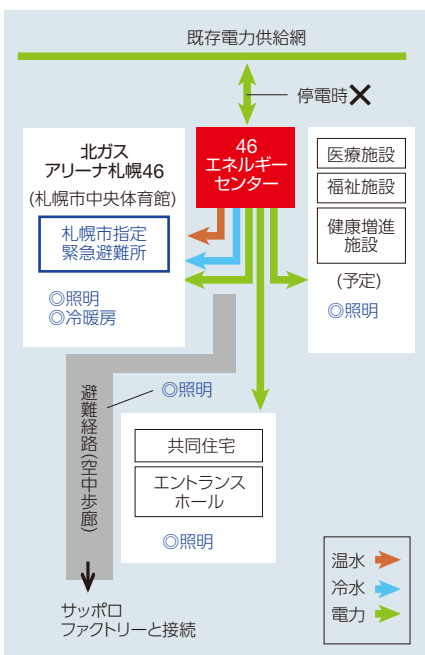 既存電力供給網
停電時✕
北ガス
アリーナ札幌46
(札幌市中央体育館)
札幌市指定
緊急避難所
◎照明
◎冷暖房
46
エネルギー
センター
医療施設
福祉施設
健康増進
施設
(予定)
◎照明
避難経路(空中歩廊)
◎照明
共同住宅
エントランス
ホール
◎照明
サッポロ
ファクトリーと接続
温水
冷水
電力